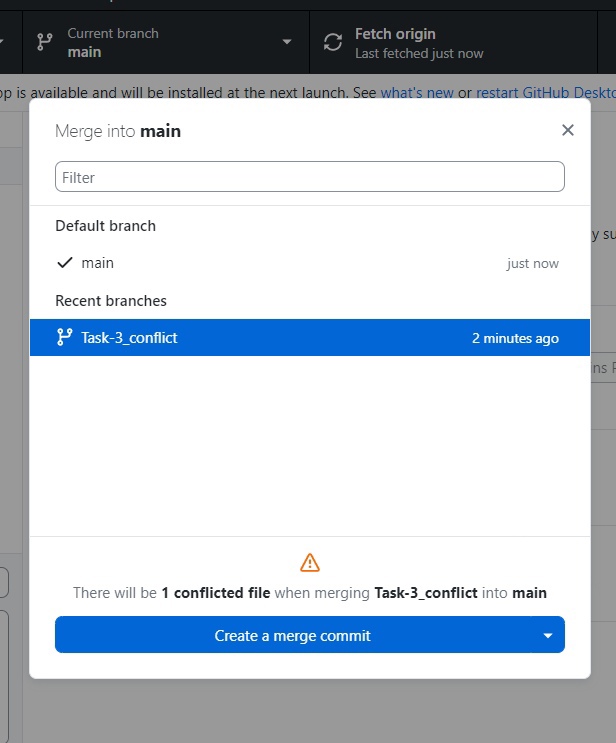 Current branch
main
Fetch origin
Last fetched just now
op is available and will be installed at the next launch. See what's new or restart GitHub Deskto
Merge into main
Filter
Default branch
y su
main just now
Recent branches
Task-3_conflict 2 minutes ago
ns P
There will be 1 conflicted file when merging Task-3_conflict into main
Create a merge commit